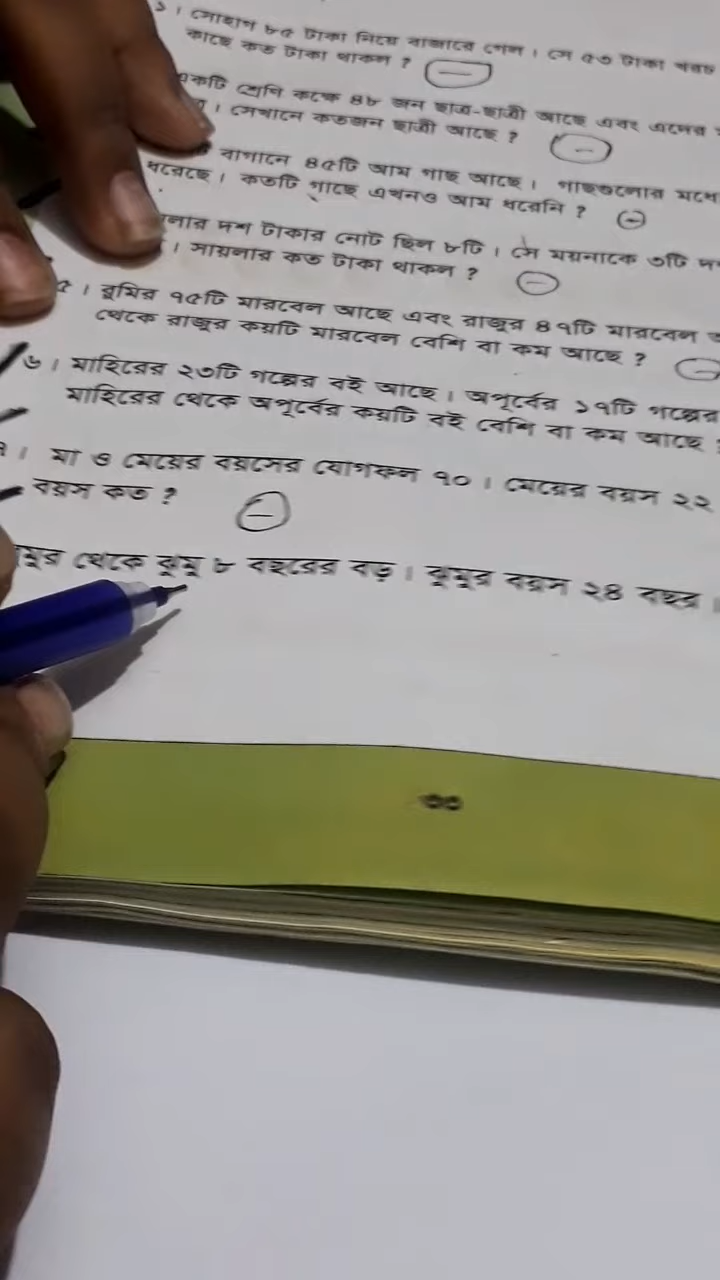 ১। সোহাগ ৮৫ টাকা নিয়ে বাজারে গেল। সে ৫৩ টাকা খরচ
কাছে কত টাকা থাকল ?
একটি শ্রেণি কক্ষে ৪৮ জন ছাত্র-ছাত্রী আছে এবং এদের
। সেখানে কতজন ছাত্রী আছে ?
বাগানে ৪৫টি আম গাছ আছে। গাছগুলোর মধ্যে
ধরেছে। কতটি গাছে এখনও আম ধরেনি ?
দশ টাকার নোট ছিল ৮টি। সে ময়নাকে ৩টি
। সায়লার কত টাকা থাকল ?
৫। রুমির ৭৫টি মারবেল আছে এবং রাজুর ৪৭টি মারবেল
থেকে রাজুর কয়টি মারবেল বেশি বা কম আছে ?
৬। মাহিরের ২৩টি গল্পের বই আছে। অপূর্বের ১৭টি গল্পের
মাহিরের থেকে অপূর্বের কয়টি বই বেশি বা কম আছে ?
৭। মা ও মেয়ের বয়সের যোগফল ৭০। মেয়ের বয়স ২২
বয়স কত ?
থেকে ঝুমু ৮ বছরের বড়। ঝুমুর বয়স ২৪ বছর।
৩৩